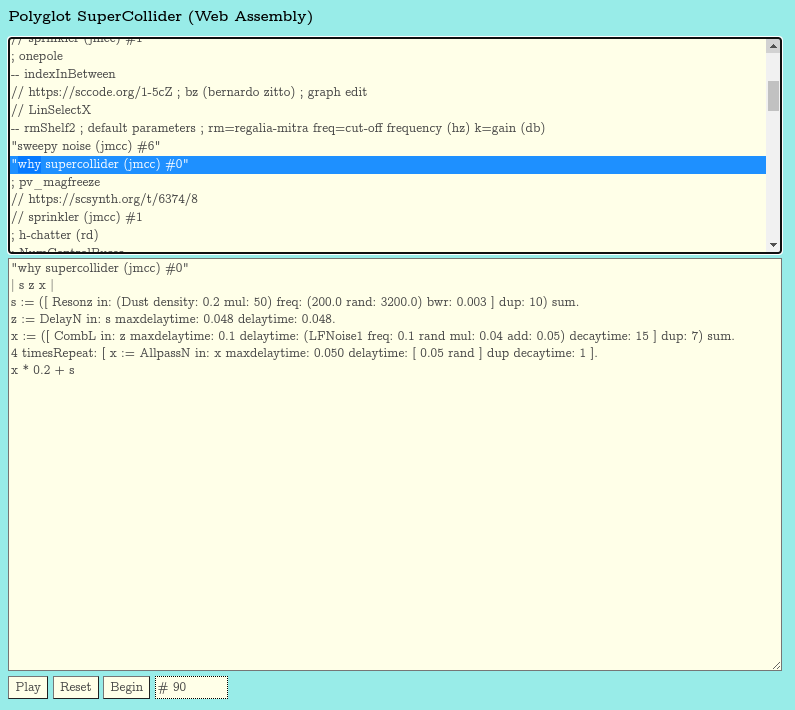 Polyglot SuperCollider (Web Assembly)
// sprinkler (jmcc) #1
; onepole
-- indexInBetween
// https://sccode.org/1-5cZ ; bz (bernardo zitto) ; graph edit
// LinSelectX
-- rmShelf2 ; default parameters ; rm=regalia-mitra freq=cut-off frequency (hz) k=gain (db)
"sweepy noise (jmcc) #6"
"why supercollider (jmcc) #0"
; pv_magfreeze
// https://scsynth.org/t/6374/8
// sprinkler (jmcc) #1
; h-chatter (rd)
NumControlBuses
"why supercollider (jmcc) #0"
| s z x |
s := ([ Resonz in: (Dust density: 0.2 mul: 50) freq: (200.0 rand: 3200.0) bwr: 0.003 ] dup: 10) sum.
z := DelayN in: s maxdelaytime: 0.048 delaytime: 0.048.
x := ([ CombL in: z maxdelaytime: 0.1 delaytime: (LFNoise1 freq: 0.1 rand mul: 0.04 add: 0.05) decaytime: 15 ] dup: 7) sum.
4 timesRepeat: [ x := AllpassN in: x maxdelaytime: 0.050 delaytime: [ 0.05 rand ] dup decaytime: 1 ].
x * 0.2 + s
Play Reset Begin # 90